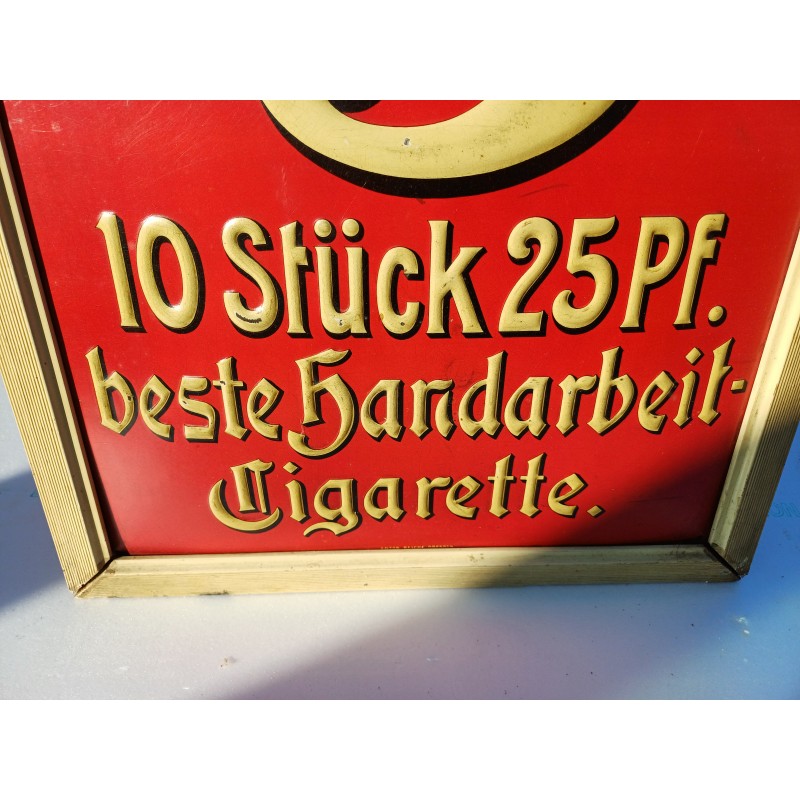 10 Stück 25 Pf.
beste Handarbeit-
Cigarette.